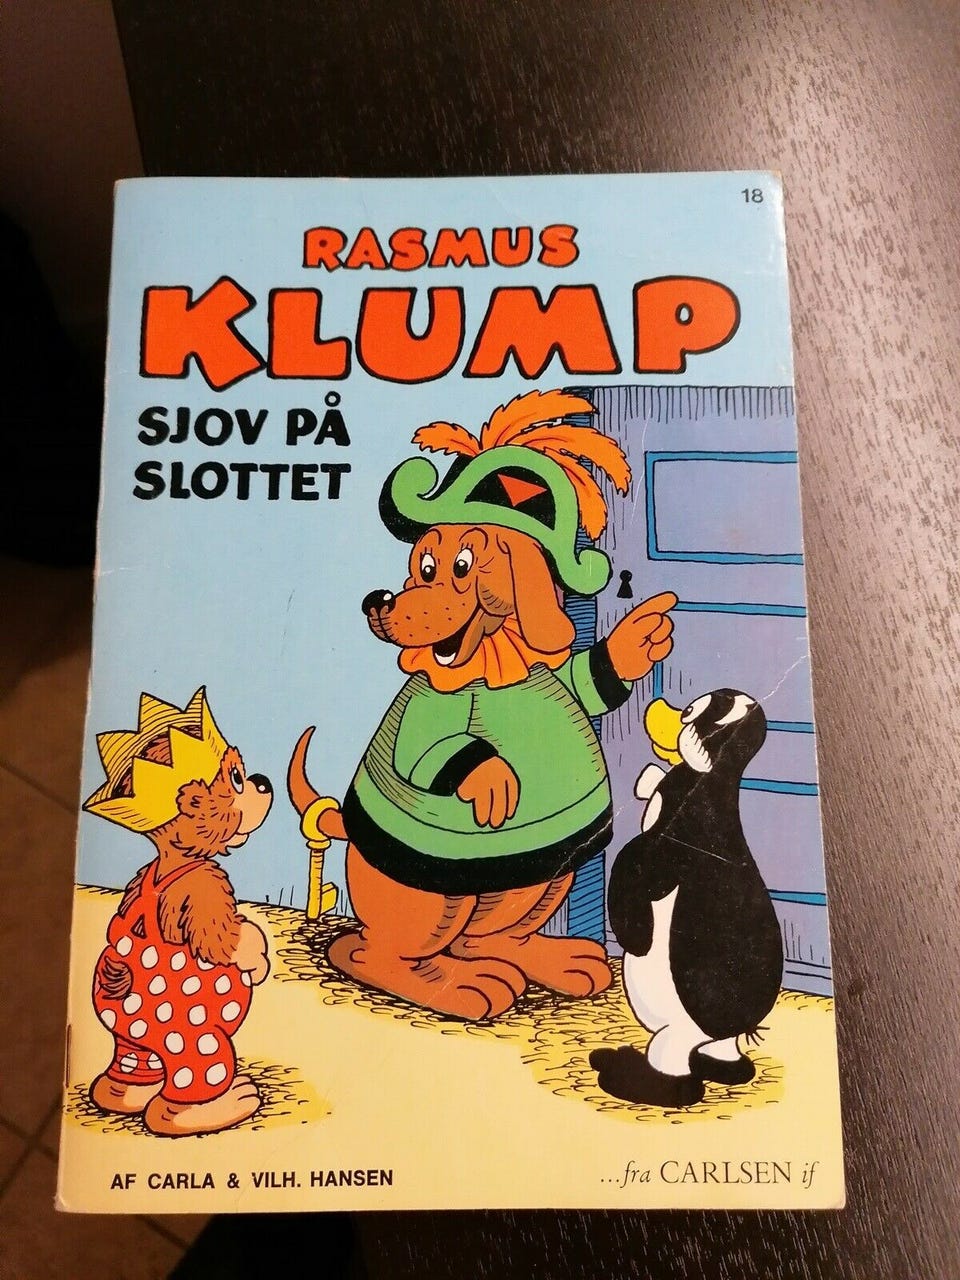 18
RASMUS
KLUMP
SJOV PÅ
SLOTTET
AF CARLA & VILH. HANSEN
...fra CARLSEN if